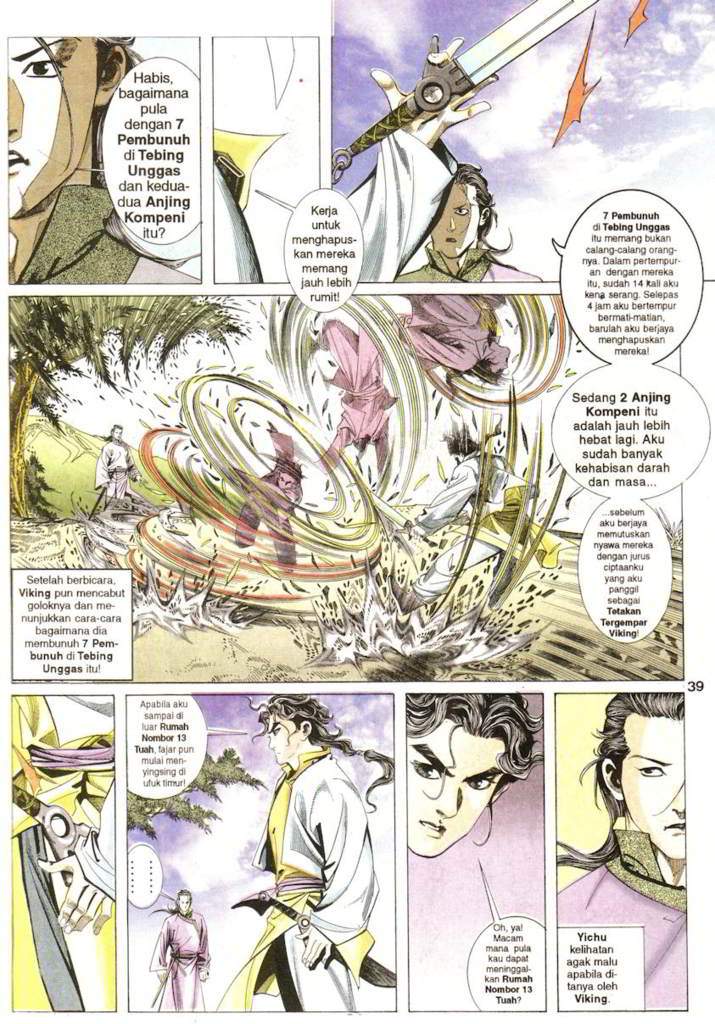 Habis,
bagaimana
pula
dengan 7
Pembunuh
di Tebing
Unggas
dan kedua-
dua Anjing
Kompeni
itu?
Kerja
untuk
menghapus-
kan mereka
memang
jauh lebih
rumit!
7 Pembunuh
di Tebing Unggas
itu memang bukan
calang-calang orang-
nya. Dalam pertempur-
an dengan mereka
itu, sudah 14 kali aku
kena serang. Selepas
4 jam aku bertempur
bermati-matian,
barulah aku berjaya
menghapuskan
mereka!
Sedang 2 Anjing
Kompeni itu
adalah jauh lebih
hebat lagi. Aku
sudah banyak
kehabisan darah
dan masa...
...sebelum
aku berjaya
memutuskan
nyawa mereka
dengan jurus
ciptaanku
yang aku
panggil
sebagai
Tetakan
Tergempar
Viking!
Setelah berbicara,
Viking pun mencabut
goloknya dan me-
nunjukkan cara-cara
bagaimana dia
membunuh 7 Pem-
bunuh di Tebing
Unggas itu!
39
Apabila aku
sampai di
luar Rumah
Nombor 13
Tuah, fajar pun
mulai men-
yingsing di
ufuk timur!
......
Oh, ya!
Macam
mana pula
kau dapat
meninggal-
kan Rumah
Nombor 13
Tuah?
Yichu
kelihatan
agak malu
apabila di-
tanya oleh
Viking.